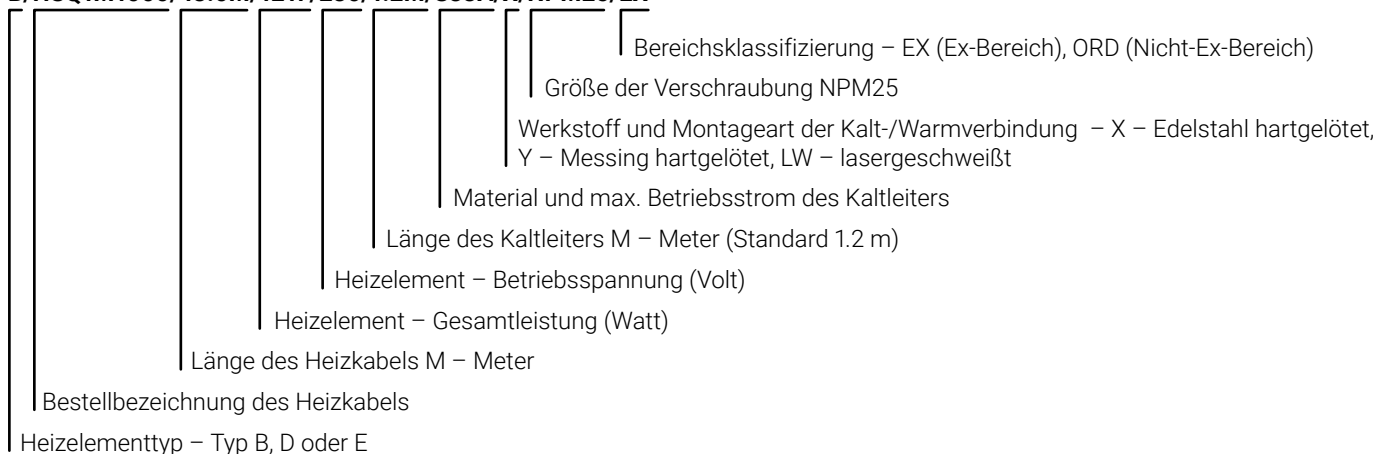 Bereichsklassifizierung – EX (Ex-Bereich), ORD (Nicht-Ex-Bereich)
Größe der Verschraubung NPM25
Werkstoff und Montageart der Kalt-/Warmverbindung – X – Edelstahl hartgelötet,
Y – Messing hartgelötet, LW – lasergeschweißt
Material und max. Betriebsstrom des Kaltleiters
Länge des Kaltleiters M – Meter (Standard 1.2 m)
Heizelement – Betriebsspannung (Volt)
Heizelement – Gesamtleistung (Watt)
Länge des Heizkabels M – Meter
Bestellbezeichnung des Heizkabels
Heizelementtyp – Typ B, D oder E